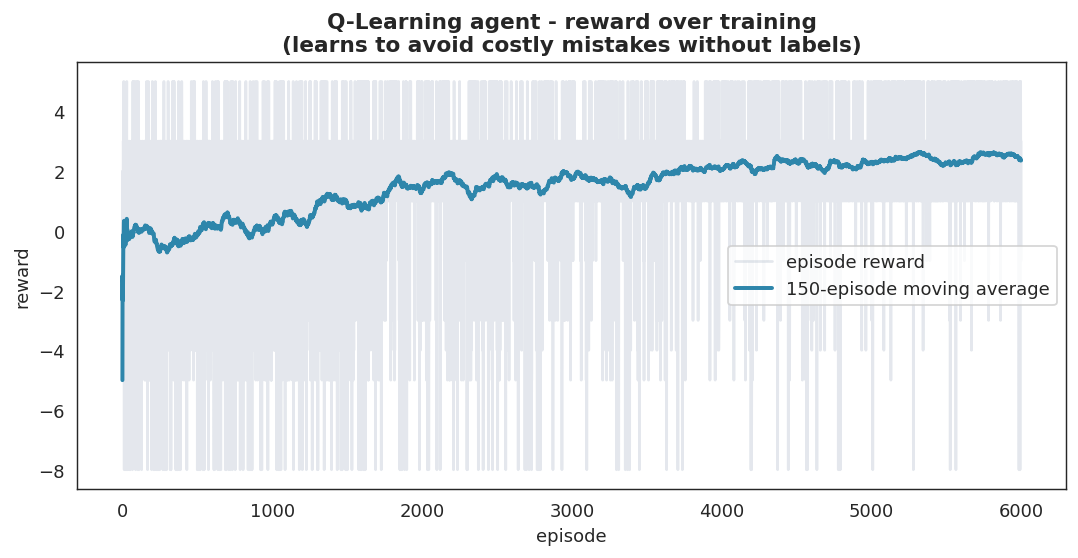 Q-Learning agent - reward over training
(learns to avoid costly mistakes without labels)
reward
4
2
0
−2
−4
−6
−8
episode reward
150-episode moving average
0 1000 2000 3000 4000 5000 6000
episode